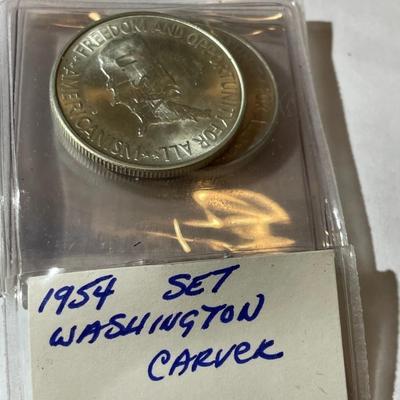 FREEDOM AND OPPORTUNITY FOR ALL
AMERICANISM
1954 SET
WASHINGTON
CARVER